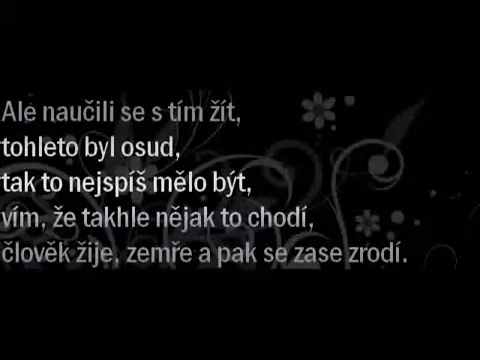 Ale naučili se s tím žít,
tohleto byl osud,
tak to nejspíš mělo být,
vím, že takhle nějak to chodí,
člověk žije, zemře a pak se zase zrodí.